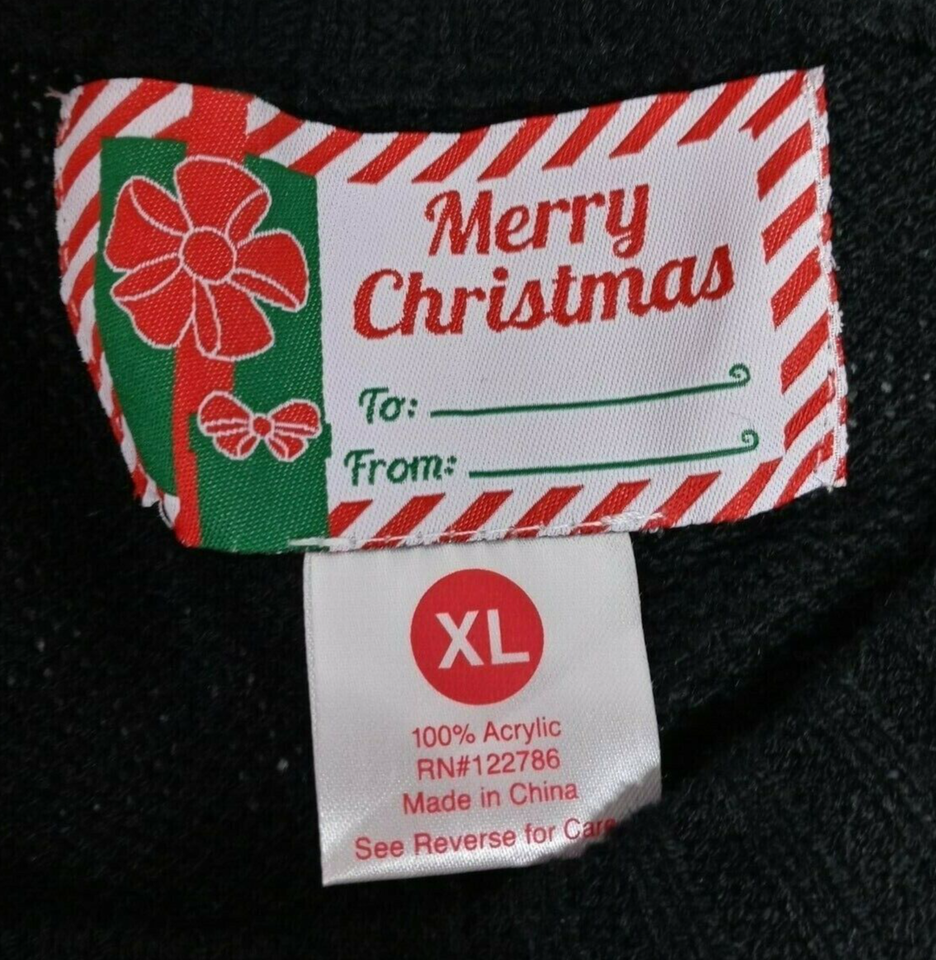 Merry
Christmas
To:
From:
XL
100% Acrylic
RN#122786
Made in China
See Reverse for Care